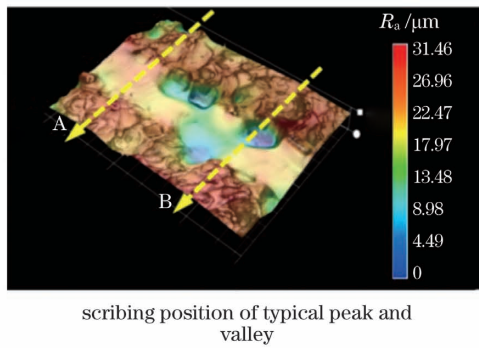 R_a /μm
31.46
26.96
22.47
17.97
13.48
8.98
4.49
0
A
B
scribing position of typical peak and
valley